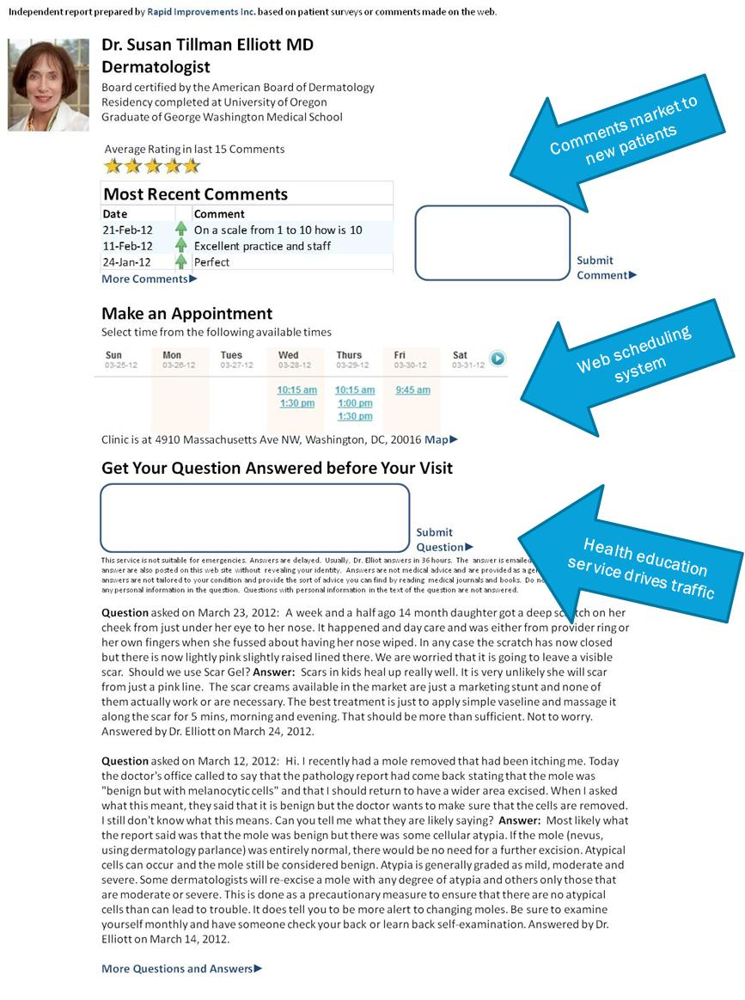 Independent report prepared by Rapid Improvements Inc. based on patient surveys or comments made on the web.
Dr. Susan Tillman Elliott MD
Dermatologist
Board certified by the American Board of Dermatology
Residency completed at University of Oregon
Graduate of George Washington Medical School
Comments market to
new patients
Average Rating in last 15 Comments
Most Recent Comments
Date Comment
21-Feb-12 On a scale from 1 to 10 how is 10
11-Feb-12 Excellent practice and staff
24-Jan-12 Perfect
More Comments
Submit
Comment
Make an Appointment
Select time from the following available times
Sun Mon Tues Wed Thurs Fri Sat
03-25-12 03-26-12 03-27-12 03-28-12 03-29-12 03-30-12 03-31-12
10:15 am 10:15 am 9:45 am
1:30 pm 1:00 pm
1:30 pm
Web scheduling
system
Clinic is at 4910 Massachusetts Ave NW, Washington, DC, 20016 Map
Get Your Question Answered before Your Visit
Submit
Question
Health education
service drives traffic
This service is not suitable for emergencies. Answers are delayed. Usually, Dr. Elliot answers in 36 hours. The answer is emailed
answer are also posted on this web site without revealing your identity. Answers are not medical advice and are provided as a
answers are not tailored to your condition and provide the sort of advice you can find by reading medical journals and books. Do
any personal information in the question. Questions with personal information in the text of the question are not answered.
Question asked on March 23, 2012: A week and a half ago 14 month daughter got a deep scratch on her
cheek from just under her eye to her nose. It happened and day care and was either from provider ring or
her own fingers when she fussed about having her nose wiped. In any case the scratch has now closed
but there is now lightly pink slightly raised lined there. We are worried that it is going to leave a visible
scar. Should we use Scar Gel? Answer: Scars in kids heal up really well. It is very unlikely she will scar
from just a pink line. The scar creams available in the market are just a marketing stunt and none of
them actually work or are necessary. The best treatment is just to apply simple vaseline and massage it
along the scar for 5 mins, morning and evening. That should be more than sufficient. Not to worry.
Answered by Dr. Elliott on March 24, 2012.
Question asked on March 12, 2012: Hi. I recently had a mole removed that had been itching me. Today
the doctor's office called to say that the pathology report had come back stating that the mole was
"benign but with melanocytic cells" and that I should return to have a wider area excised. When I asked
what this meant, they said that it is benign but the doctor wants to make sure that the cells are removed.
I still don't know what this means. Can you tell me what they are likely saying? Answer: Most likely what
the report said was that the mole was benign but there was some cellular atypia. If the mole (nevus,
using dermatology parlance) was entirely normal, there would be no need for a further excision. Atypical
cells can occur and the mole still be considered benign. Atypia is generally graded as mild, moderate and
severe. Some dermatologists will re-excise a mole with any degree of atypia and others only those that
are moderate or severe. This is done as a precautionary measure to ensure that there are no atypical
cells than can lead to trouble. It does tell you to be more alert to changing moles. Be sure to examine
yourself monthly and have someone check your back or learn back self-examination. Answered by Dr.
Elliott on March 14, 2012.
More Questions and Answers